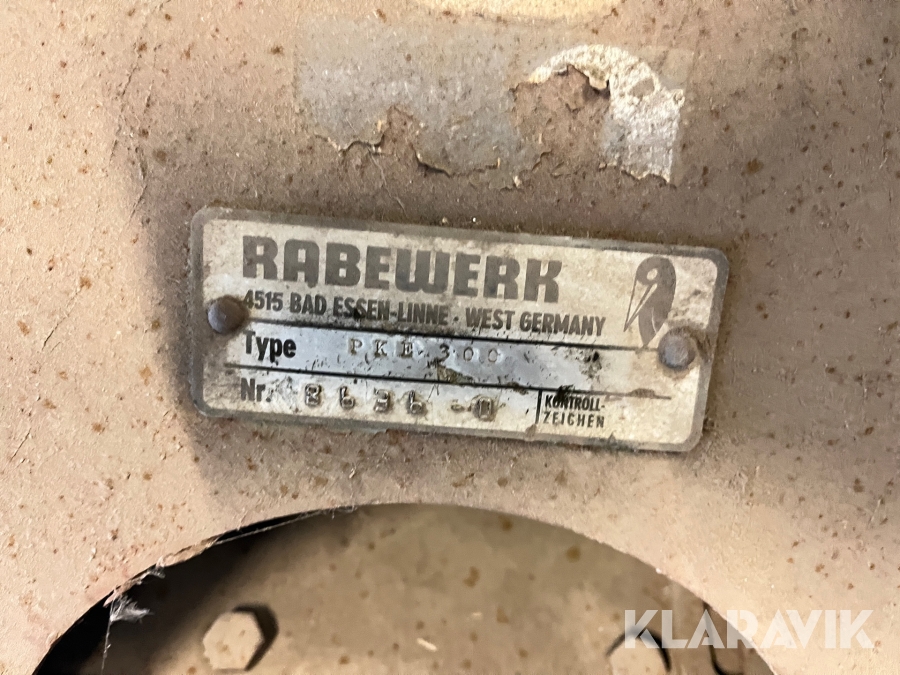 RABEWERK
4515 BAD ESSEN-LINNE · WEST GERMANY
Type PKE 300
Nr.
KONTROLL-
ZEICHEN
KLARAVIK